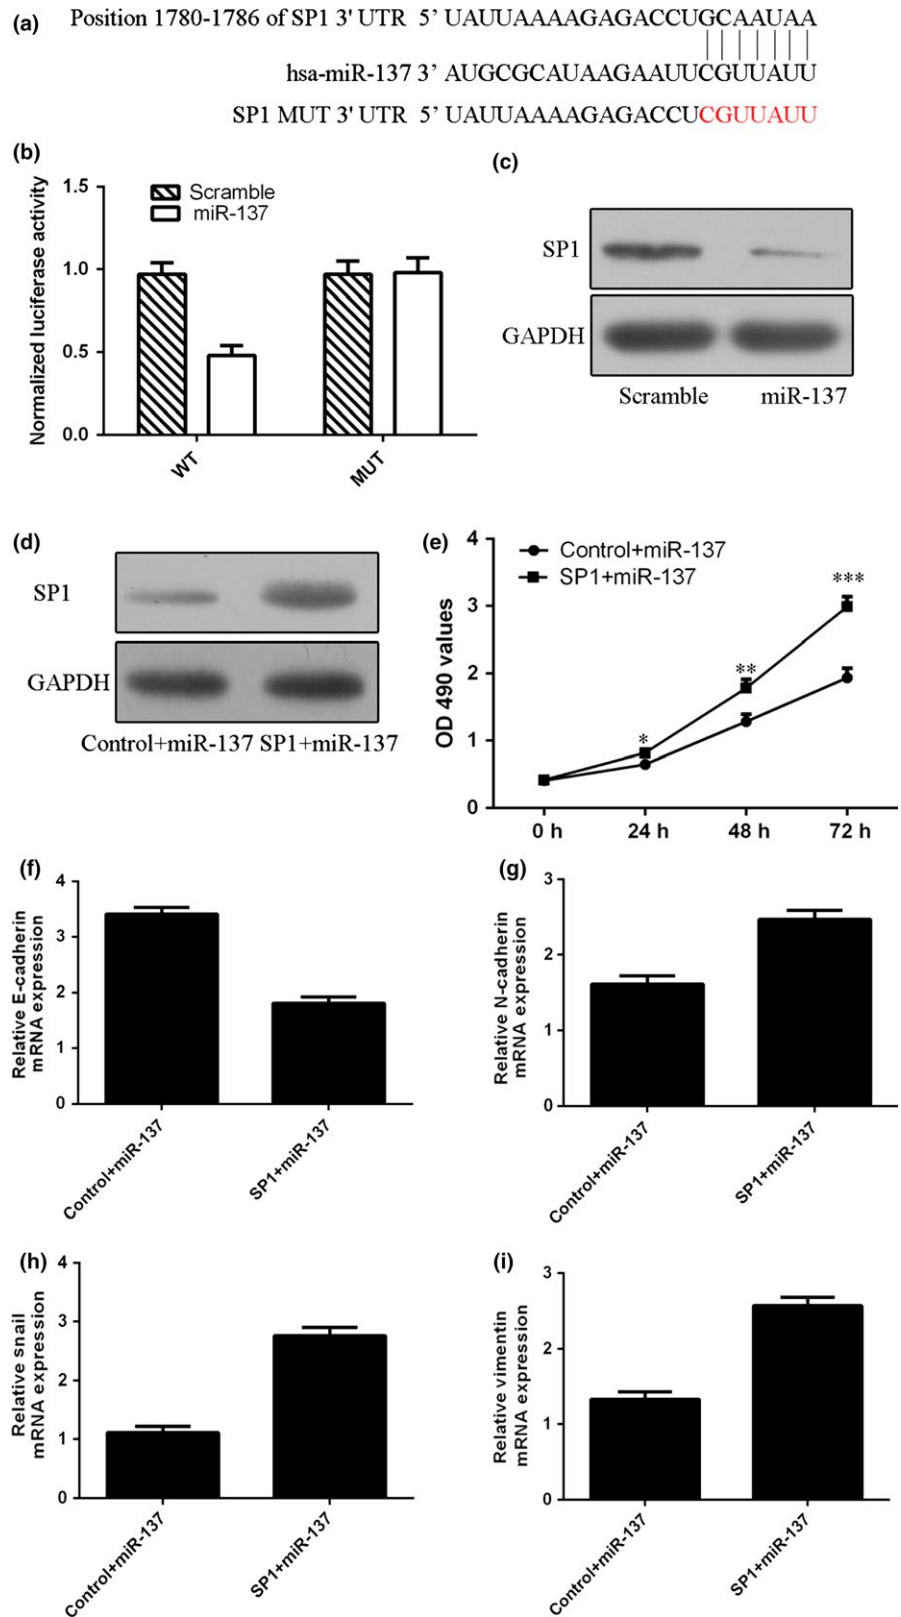 (a)
Position 1780-1786 of SP1 3' UTR 5’ UAUUAAAAGAGACCUGCAAUAA
hsa-miR-137 3’ AUGCGCAUAAGAAUUCGUUAUU
SP1 MUT 3' UTR 5’ UAUUAAAAGAGACCUCGUUAUU
(b)
Normalized luciferase activity
1.5
1.0
0.5
0.0
Scramble
miR-137
WT
MUT
(c)
SP1
GAPDH
Scramble
miR-137
(d)
SP1
GAPDH
Control+miR-137 SP1+miR-137
(e)
OD 490 values
4
3
2
1
0
Control+miR-137
SP1+miR-137
*
**
***
0 h
24 h
48 h
72 h
(f)
Relative E-cadherin
mRNA expression
4
3
2
1
0
Control+miR-137
SP1+miR-137
(g)
Relative N-cadherin
mRNA expression
3
2
1
0
Control+miR-137
SP1+miR-137
(h)
Relative snail
mRNA expression
4
3
2
1
0
Control+miR-137
SP1+miR-137
(i)
Relative vimentin
mRNA expression
3
2
1
0
Control+miR-137
SP1+miR-137